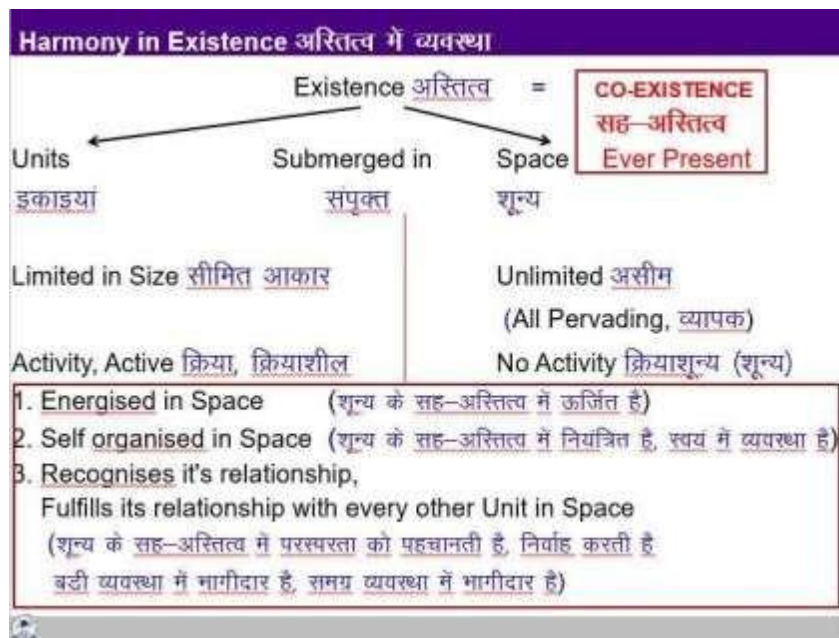 Harmony in Existence अस्तित्व में व्यवस्था
Existence अस्तित्व = CO-EXISTENCE
सह–अस्तित्व
Ever Present
Units Submerged in Space
इकाइयां संपृक्त शून्य
Limited in Size सीमित आकार Unlimited असीम
(All Pervading, व्यापक)
Activity, Active क्रिया, क्रियाशील No Activity क्रियाशून्य (शून्य)
1. Energised in Space (शून्य के सह–अस्तित्व में ऊर्जित है)
2. Self organised in Space (शून्य के सह–अस्तित्व में नियंत्रित है, स्वयं में व्यवस्था है)
3. Recognises it's relationship,
Fulfills its relationship with every other Unit in Space
(शून्य के सह–अस्तित्व में परस्परता को पहचानती है, निर्वाह करती है
बडी व्यवस्था में भागीदार है, समग्र व्यवस्था में भागीदार है)